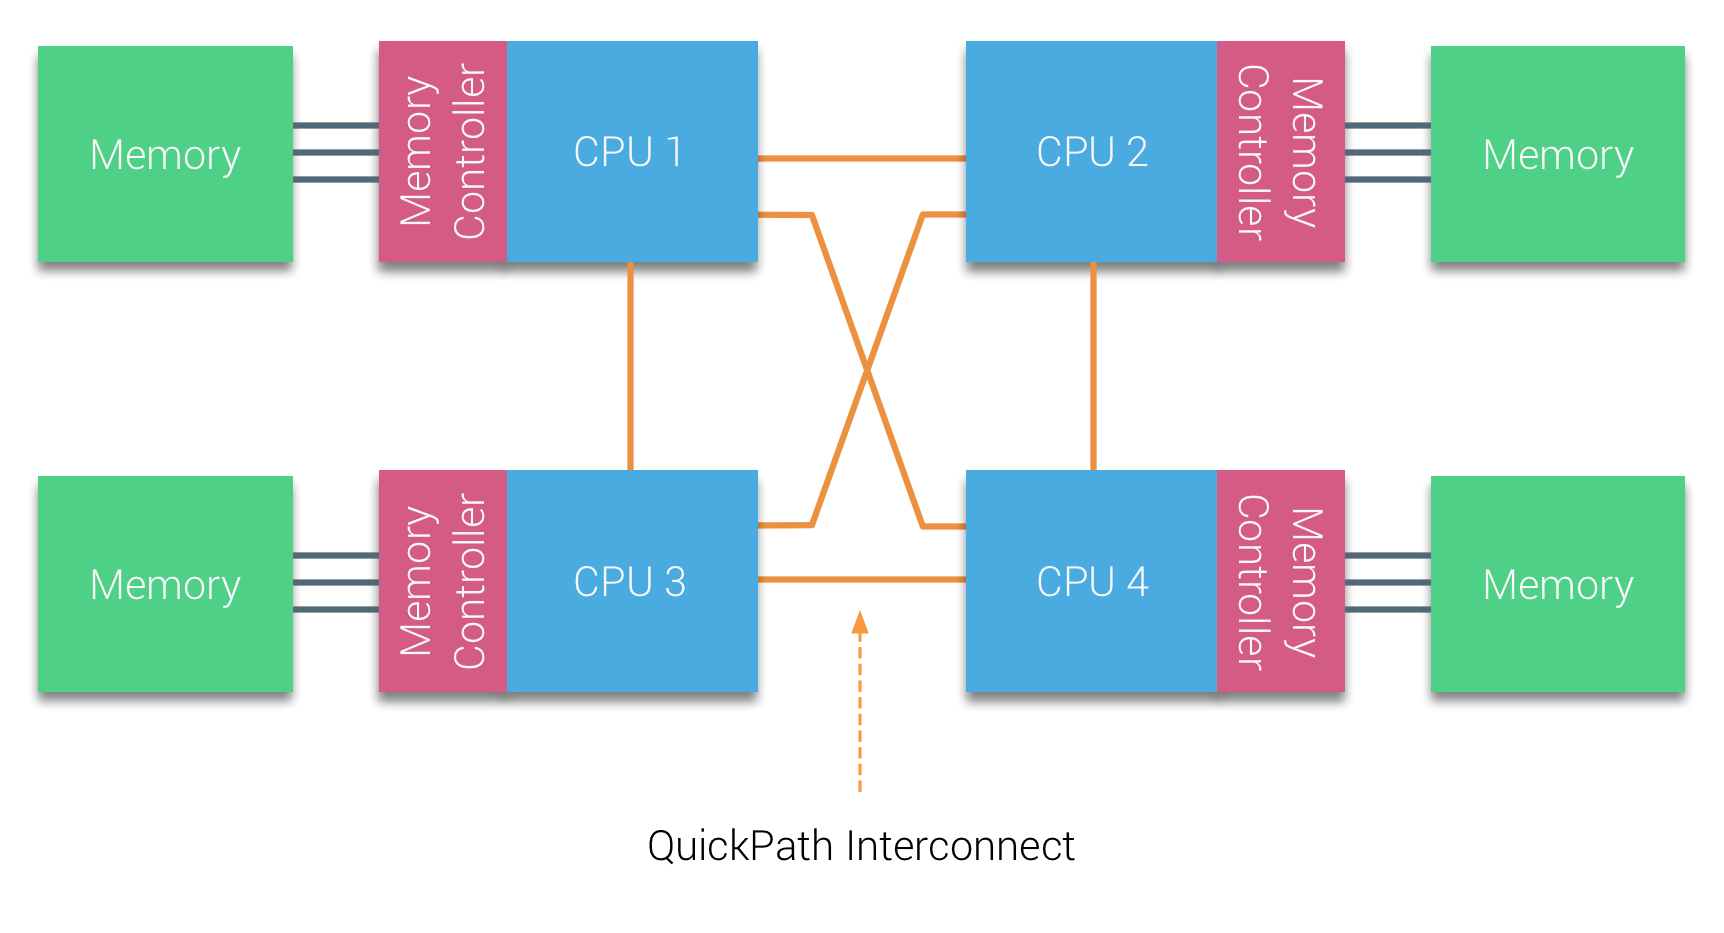 Memory
Memory
Controller
CPU 1
CPU 2
Memory
Controller
Memory
Memory
Memory
Controller
CPU 3
CPU 4
Memory
Controller
Memory
QuickPath Interconnect